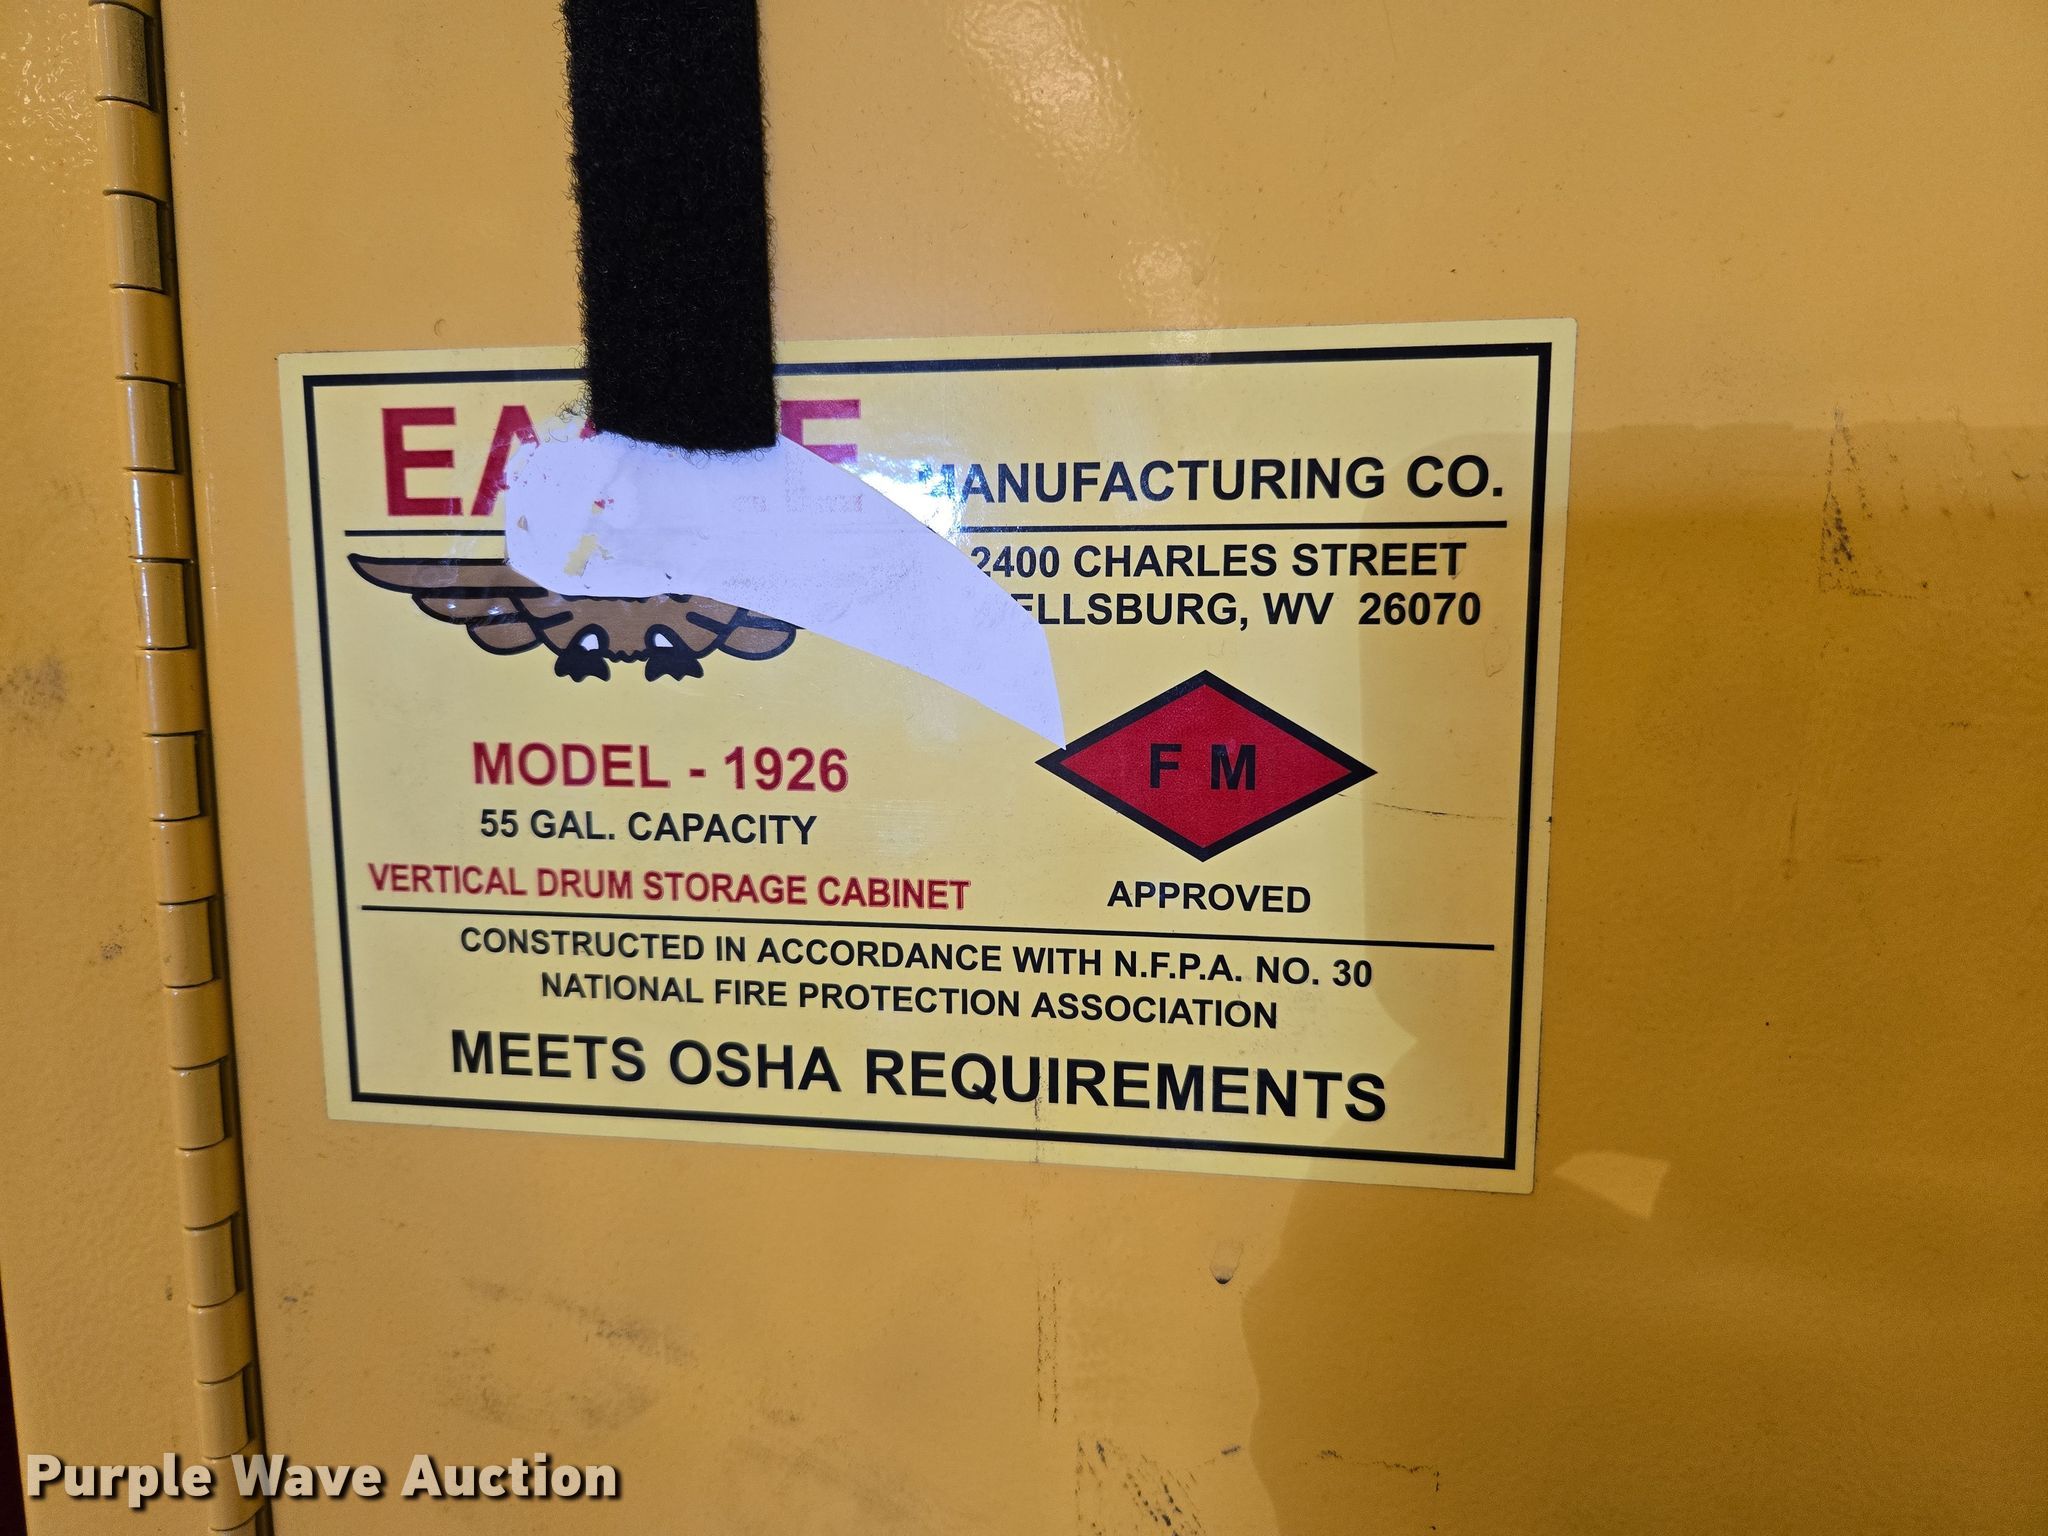 MANUFACTURING CO.
2400 CHARLES STREET
WV 26070
F M
MODEL - 1926
55 GAL. CAPACITY
VERTICAL DRUM STORAGE CABINET
APPROVED
CONSTRUCTED IN ACCORDANCE WITH N.F.P.A. NO. 30
NATIONAL FIRE PROTECTION ASSOCIATION
MEETS OSHA REQUIREMENTS
Purple Wave Auction